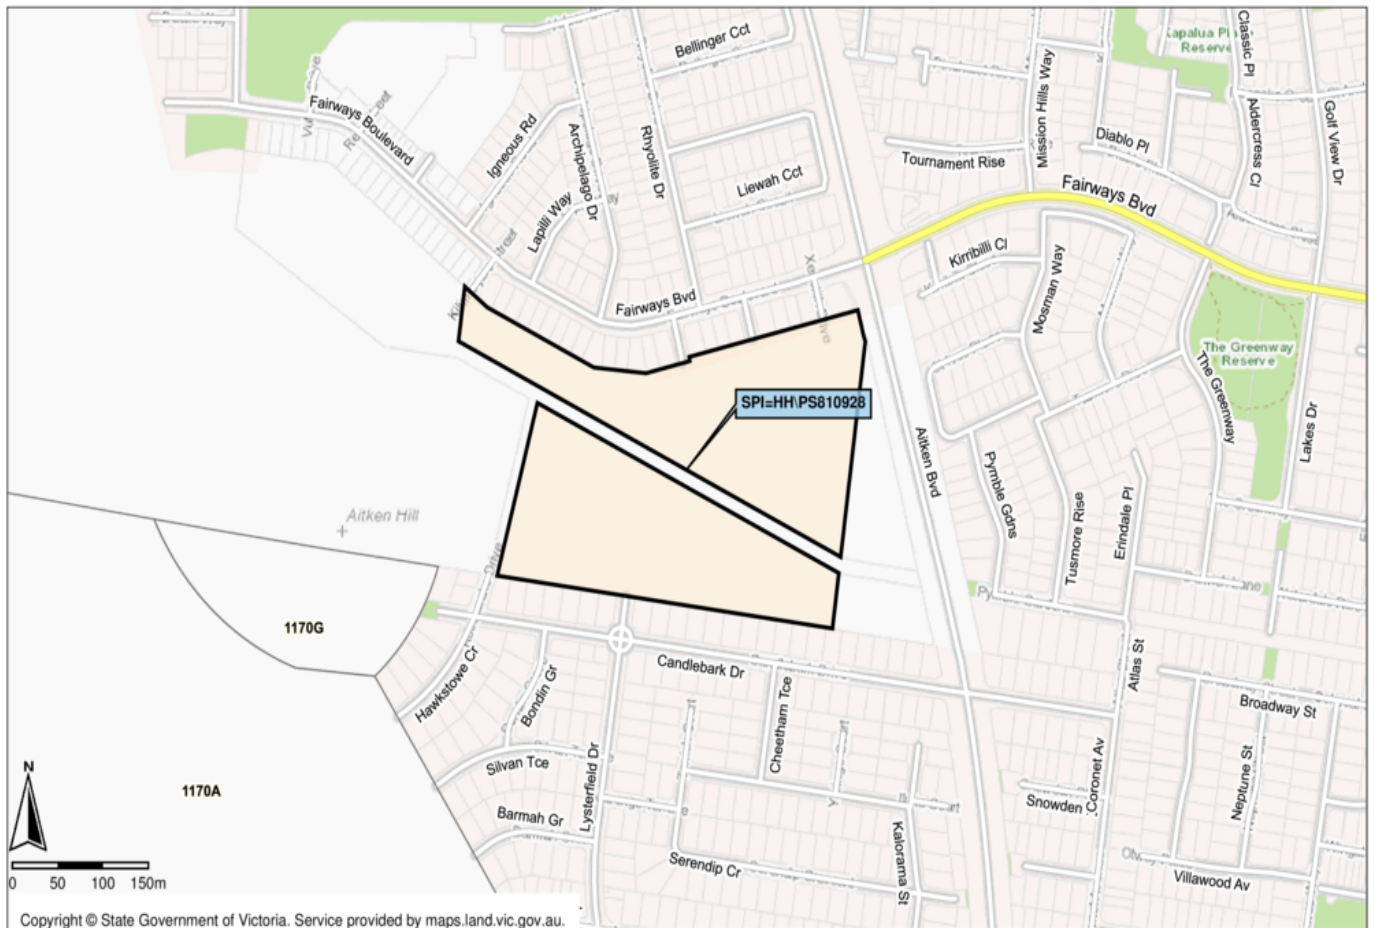 Kapalua Place
Reserve
Classic Pl
Bellinger Cct
Mission Hills Way
Fairways Boulevard
Igneous Rd
Archipelago Dr
Rhyolite Dr
Diablo Pl
Aldercress Cl
Golf View Dr
Tournament Rise
Liewah Cct
Fairways Bvd
Lapilli Way
Kirribilli Cl
Mosman Way
Fairways Bvd
The Greenway
Reserve
The Greenway
SPI=HH\PS810928
Lakes Dr
Aitken Bvd
Pymble Gdns
Tusmore Rise
Erindale Pl
Aitken Hill
Drive
1170G
Hawkstowe Cr
Bondin Gr
Candlebark Dr
Cheetham Tce
Atlas St
Broadway St
Silvan Tce
Lysterfield Dr
1170A
Neptune St
Snowden
Coronet Av
Barmah Gr
Kalorama St
Serendip Cr
Villawood Av
N
0 50 100 150m
Copyright © State Government of Victoria. Service provided by maps.land.vic.gov.au.